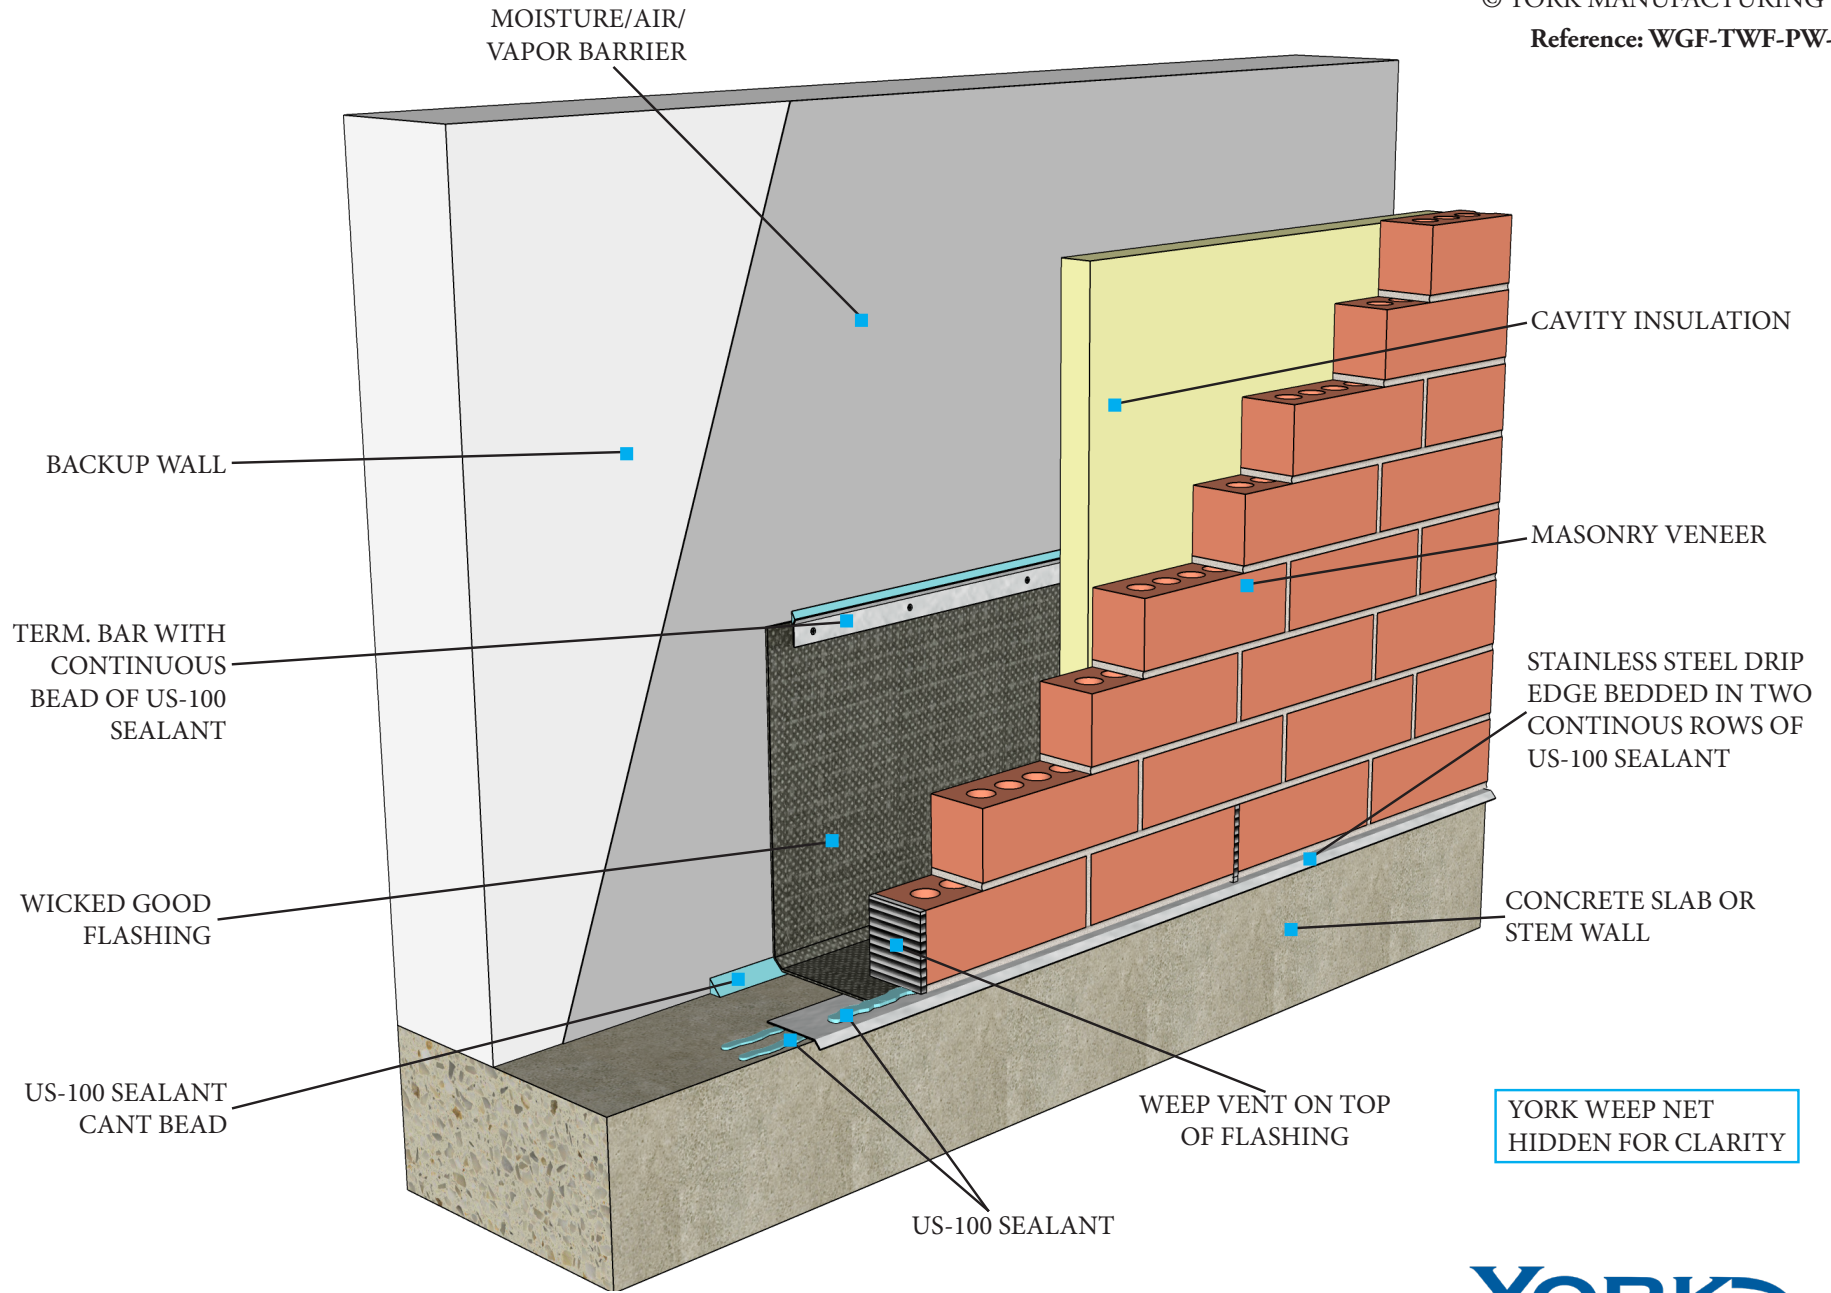 © YORK MANUFACTURING
Reference: WGF-TWF-PW-
MOISTURE/AIR/
VAPOR BARRIER
CAVITY INSULATION
BACKUP WALL
MASONRY VENEER
TERM. BAR WITH
CONTINUOUS
BEAD OF US-100
SEALANT
STAINLESS STEEL DRIP
EDGE BEDDED IN TWO
CONTINOUS ROWS OF
US-100 SEALANT
WICKED GOOD
FLASHING
CONCRETE SLAB OR
STEM WALL
US-100 SEALANT
CANT BEAD
WEEP VENT ON TOP
OF FLASHING
YORK WEEP NET
HIDDEN FOR CLARITY
US-100 SEALANT
YORK